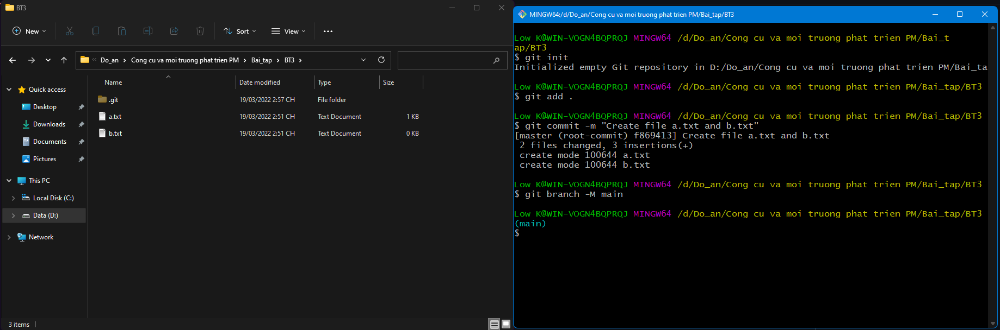 BT3
New
Sort
View
Do_an
Cong cu va moi truong phat trien PM
Bai_tap
BT3
Name
Date modified
Type
Size
Quick access
Desktop
Downloads
Documents
Pictures
This PC
Local Disk (C:)
Data (D:)
Network
.git 19/03/2022 2:57 CH File folder
a.txt 19/03/2022 2:51 CH Text Document 1 KB
b.txt 19/03/2022 2:51 CH Text Document 0 KB
3 items
MINGW64:/d/Do_an/Cong cu va moi truong phat trien PM/Bai_tap/BT3
Low K@WIN-VOGN4BQPRQJ MINGW64 /d/Do_an/Cong cu va moi truong phat trien PM/Bai_t
ap/BT3
$ git init
Initialized empty Git repository in D:/Do_an/Cong cu va moi truong phat trien PM/Bai_ta
Low K@WIN-VOGN4BQPRQJ MINGW64 /d/Do_an/Cong cu va moi truong phat trien PM/Bai_tap/BT3
$ git add .
Low K@WIN-VOGN4BQPRQJ MINGW64 /d/Do_an/Cong cu va moi truong phat trien PM/Bai_tap/BT3
$ git commit -m "Create file a.txt and b.txt"
[master (root-commit) f869413] Create file a.txt and b.txt
2 files changed, 3 insertions(+)
create mode 100644 a.txt
create mode 100644 b.txt
Low K@WIN-VOGN4BQPRQJ MINGW64 /d/Do_an/Cong cu va moi truong phat trien PM/Bai_tap/BT3
$ git branch -M main
Low K@WIN-VOGN4BQPRQJ MINGW64 /d/Do_an/Cong cu va moi truong phat trien PM/Bai_tap/BT3
(main)
$